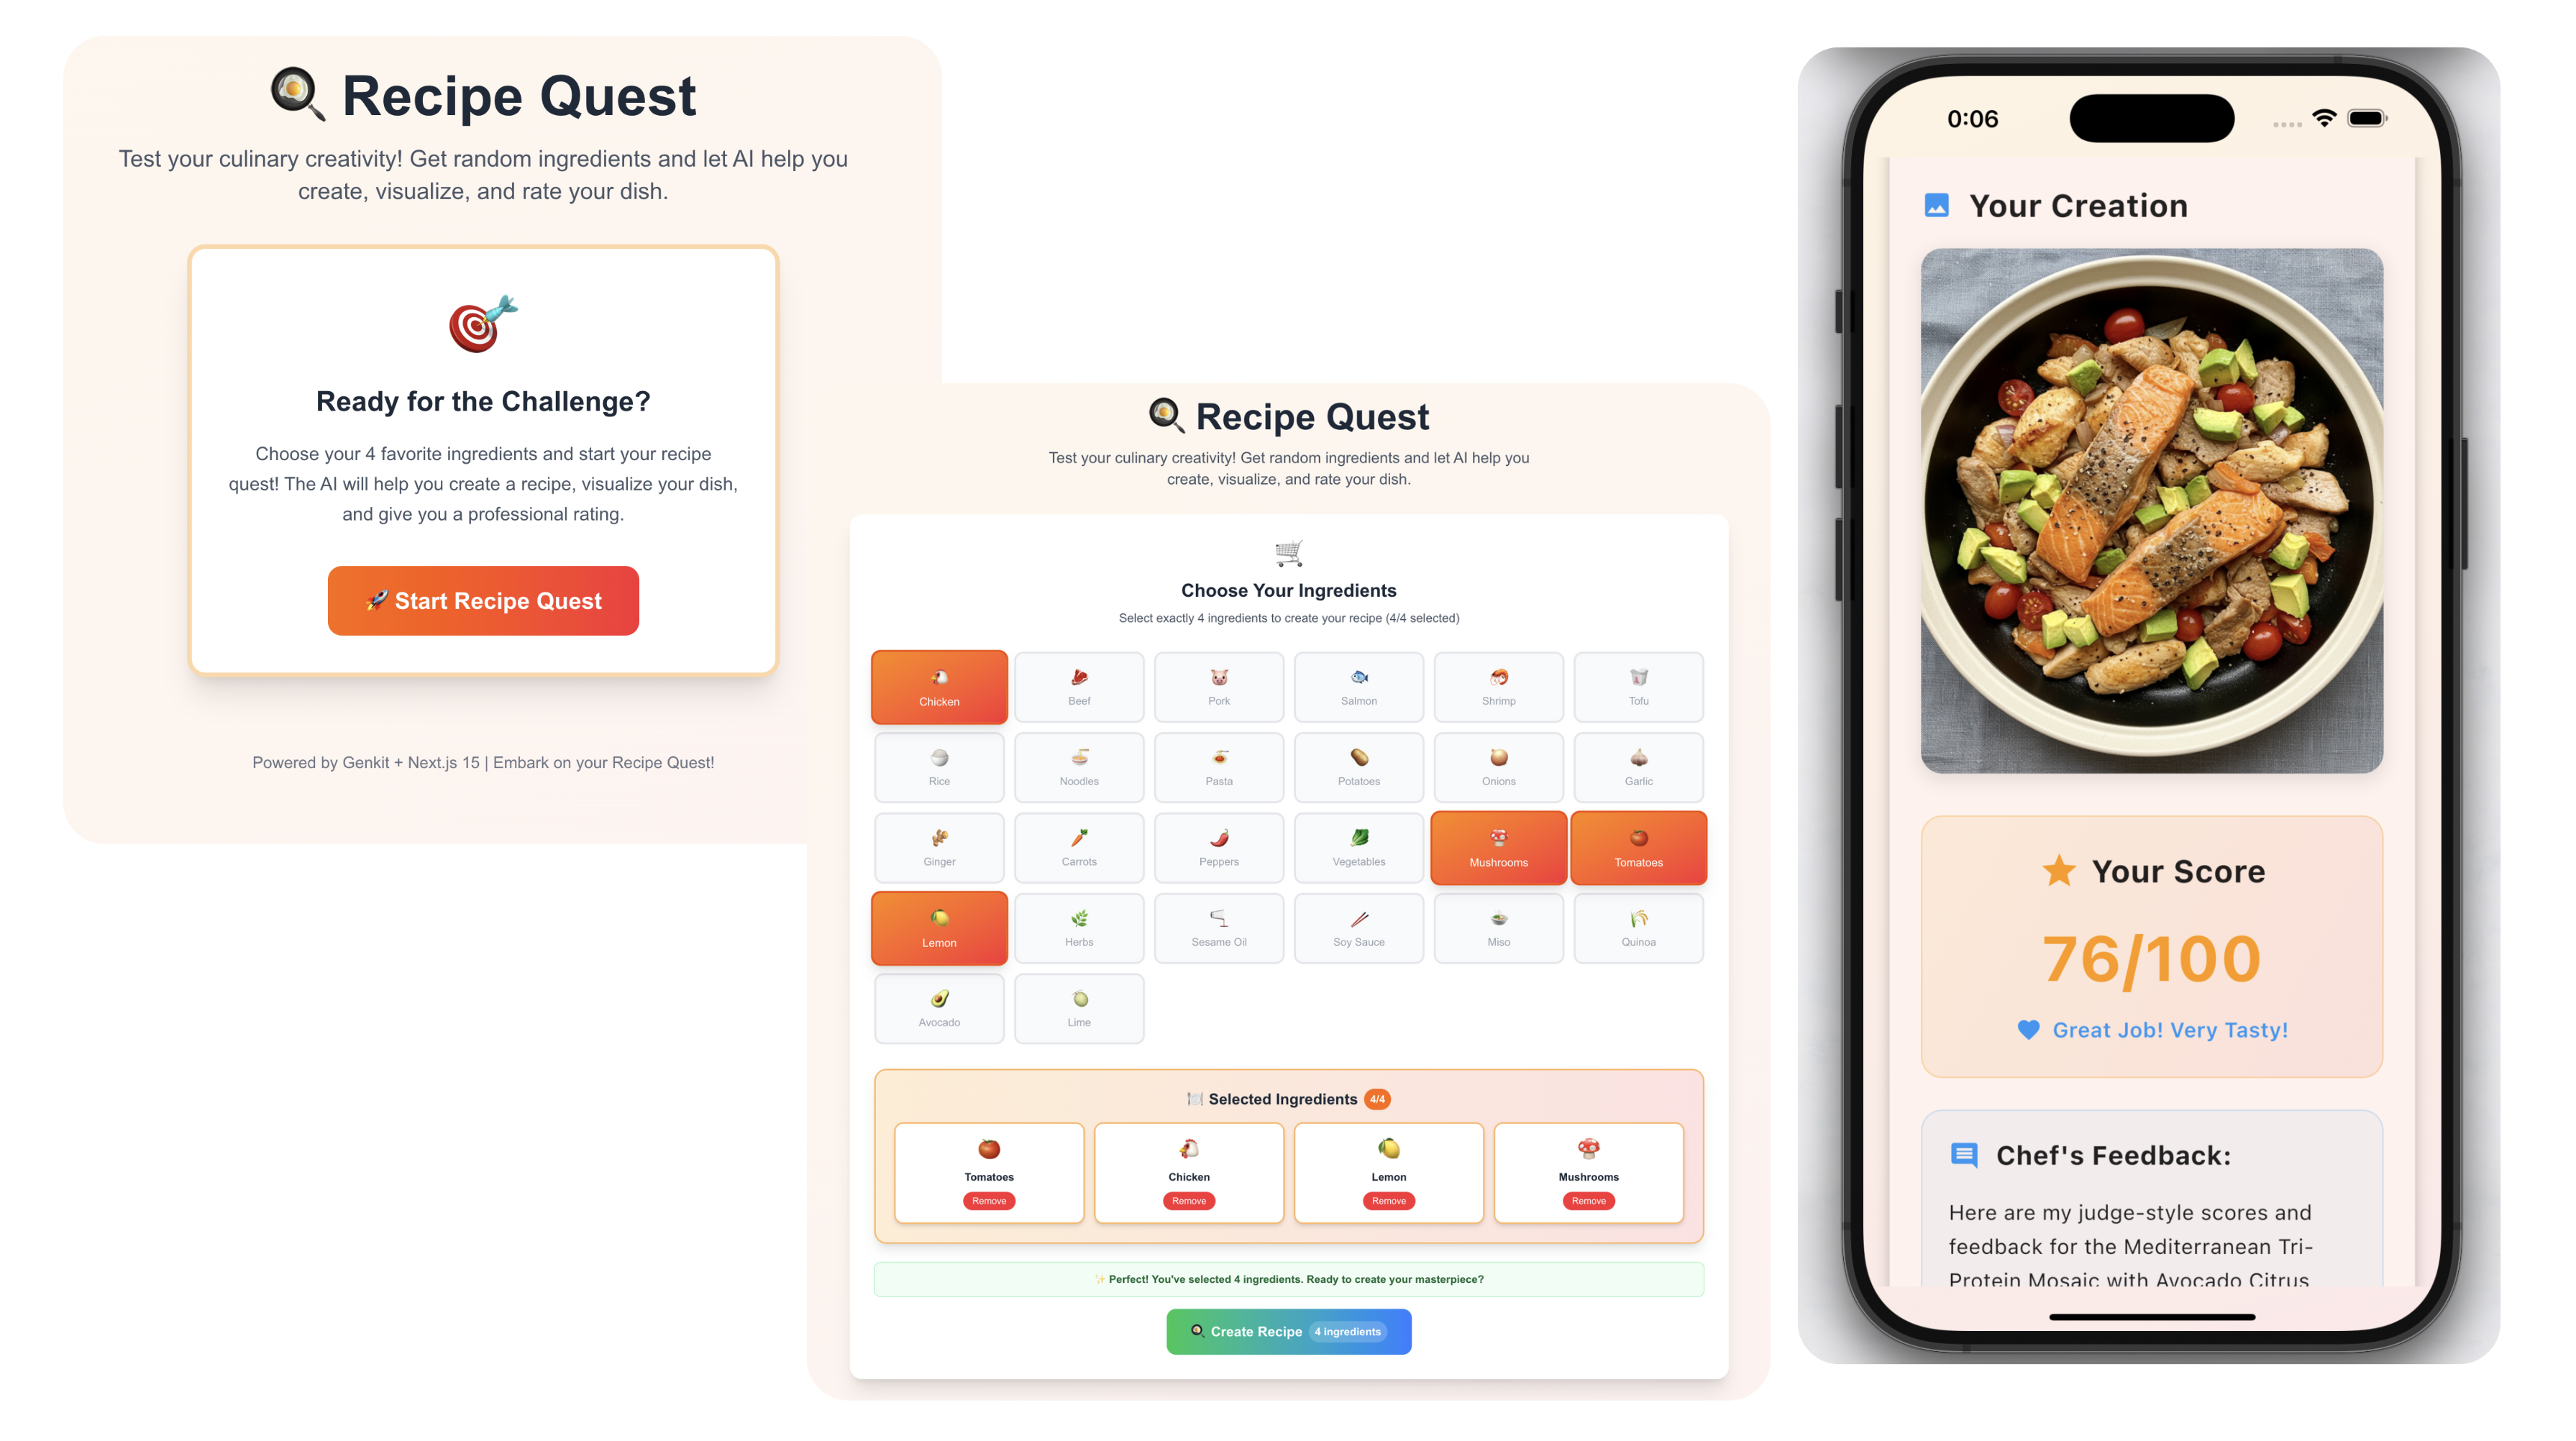 Recipe Quest
Test your culinary creativity! Get random ingredients and let AI help you
create, visualize, and rate your dish.
Ready for the Challenge?
Choose your 4 favorite ingredients and start your recipe
quest! The AI will help you create a recipe, visualize your dish,
and give you a professional rating.
🚀 Start Recipe Quest
Powered by Genkit + Next.js 15 | Embark on your Recipe Quest!
Recipe Quest
Test your culinary creativity! Get random ingredients and let AI help you
create, visualize, and rate your dish.
Choose Your Ingredients
Select exactly 4 ingredients to create your recipe (4/4 selected)
Chicken Beef Pork Salmon Shrimp Tofu
Rice Noodles Pasta Potatoes Onions Garlic
Ginger Carrots Peppers Vegetables Mushrooms Tomatoes
Lemon Herbs Sesame Oil Soy Sauce Miso Quinoa
Avocado Lime
Selected Ingredients 4/4
Tomatoes Chicken Lemon Mushrooms
Remove Remove Remove Remove
✨ Perfect! You've selected 4 ingredients. Ready to create your masterpiece?
Create Recipe 4 ingredients
0:06
Your Creation
Your Score
76/100
Great Job! Very Tasty!
Chef's Feedback:
Here are my judge-style scores and
feedback for the Mediterranean Tri-
Protein Mosaic with Avocado Citrus